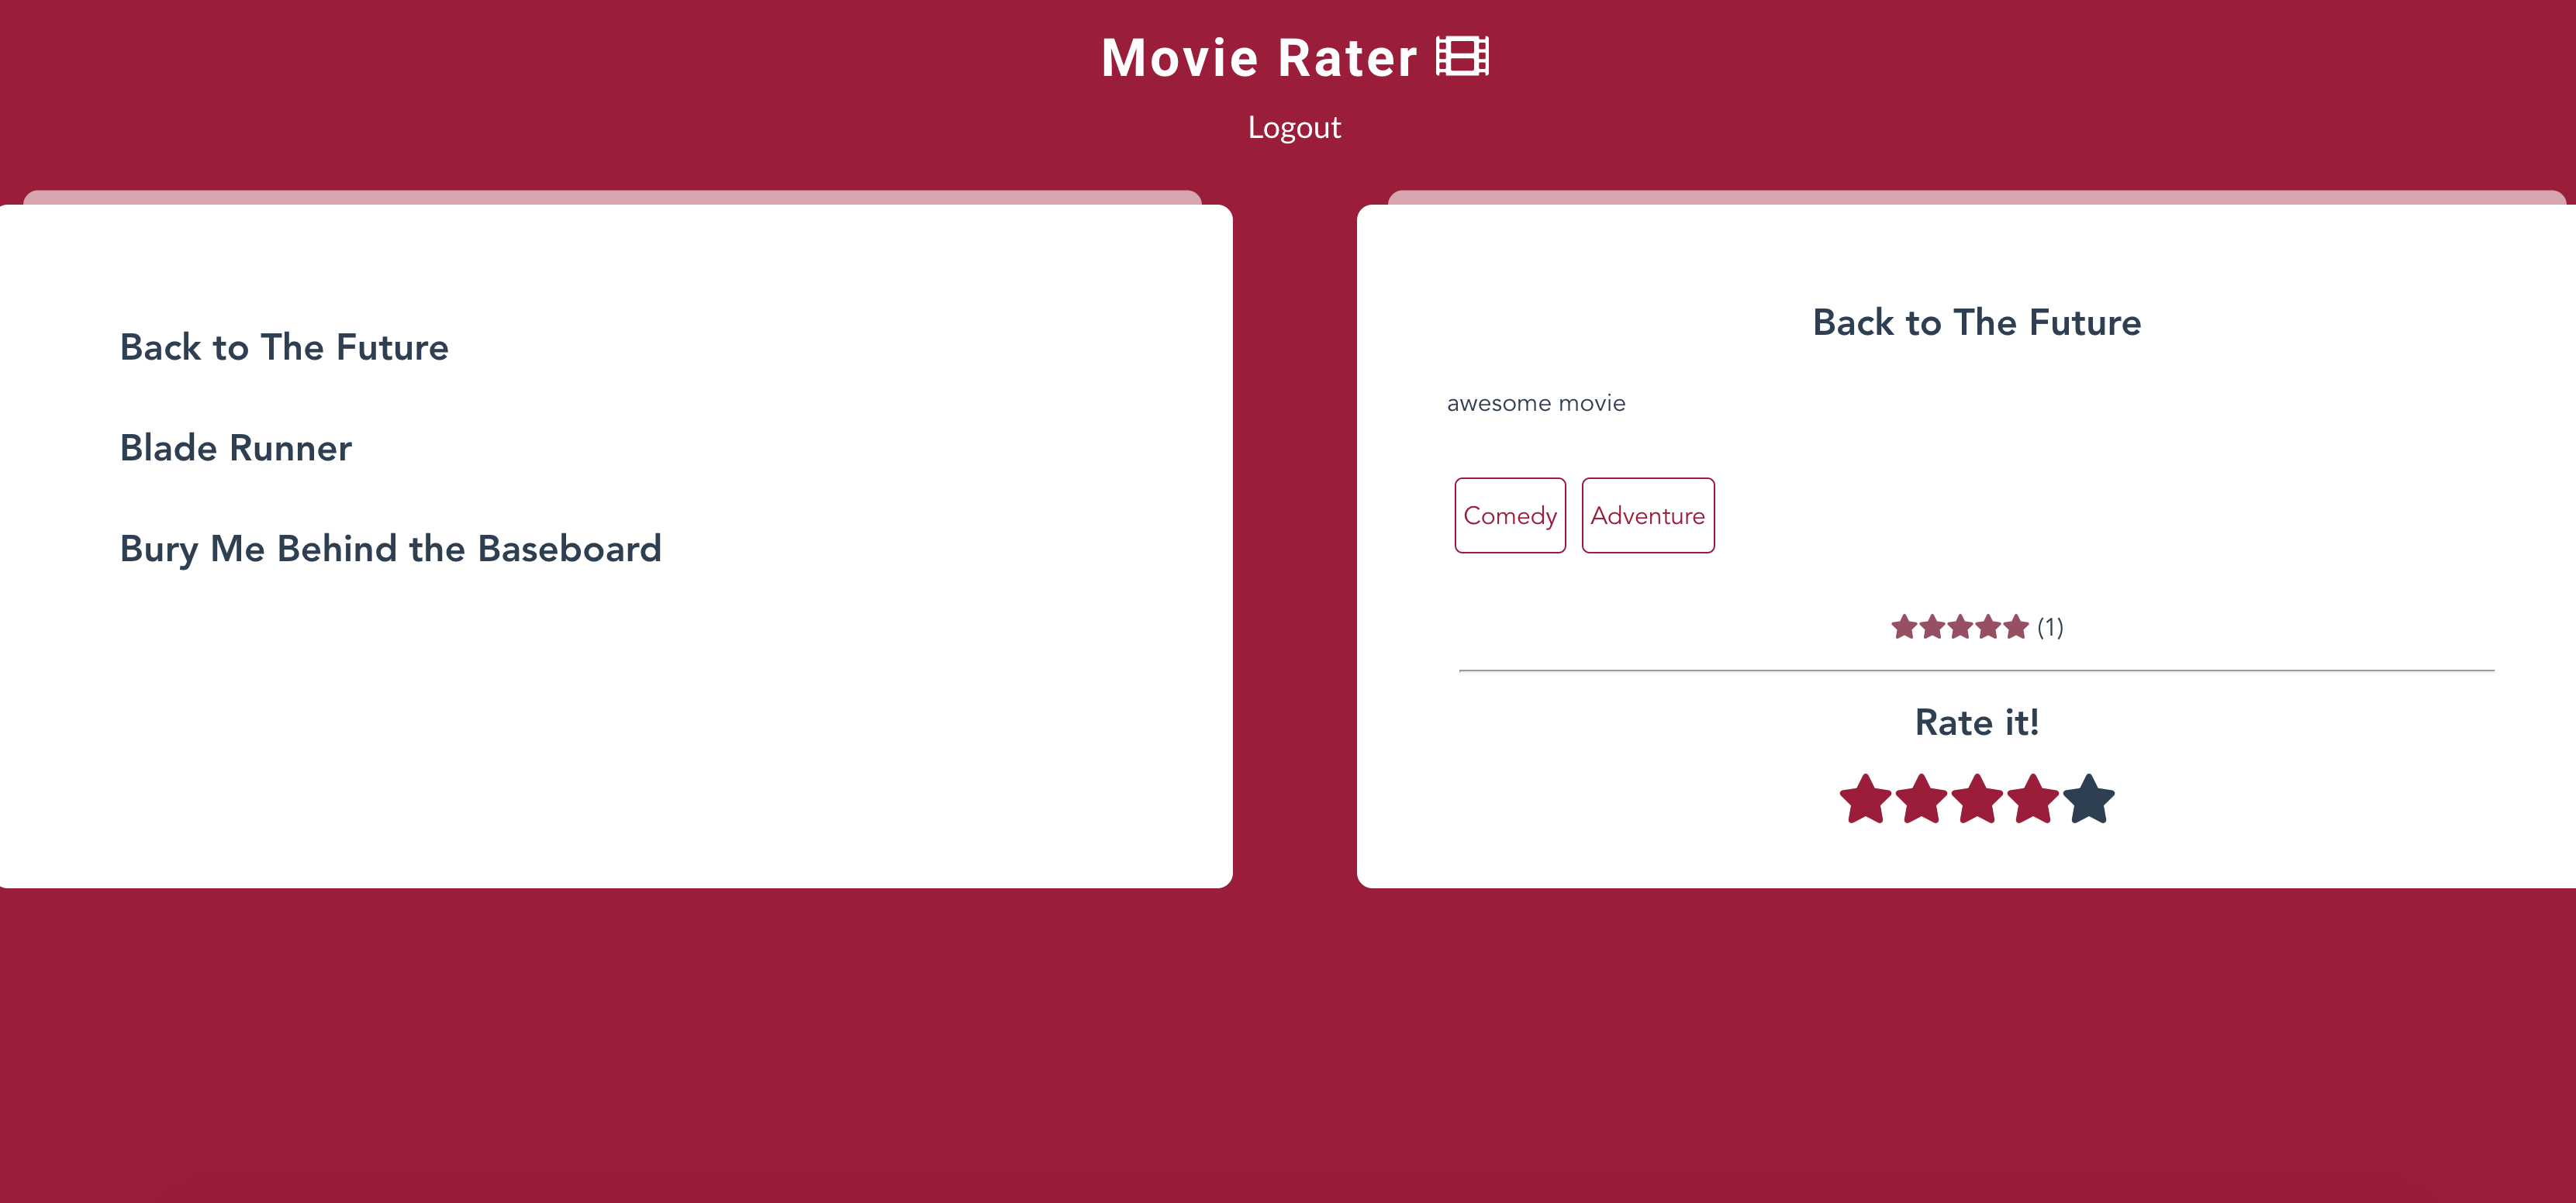 Movie Rater
Logout
Back to The Future
Blade Runner
Bury Me Behind the Baseboard
Back to The Future
awesome movie
Comedy Adventure
(1)
Rate it!